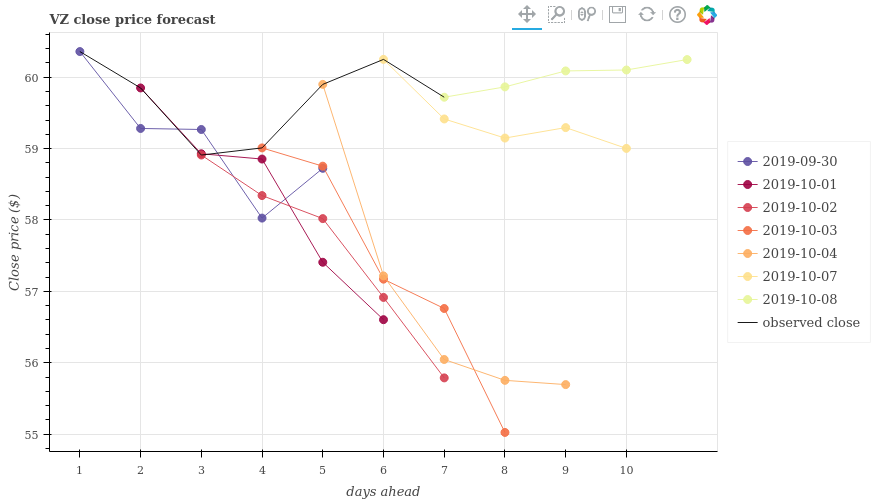 VZ close price forecast
60
59
58
57
56
55
Close price ($)
1 2 3 4 5 6 7 8 9 10
days ahead
2019-09-30
2019-10-01
2019-10-02
2019-10-03
2019-10-04
2019-10-07
2019-10-08
observed close